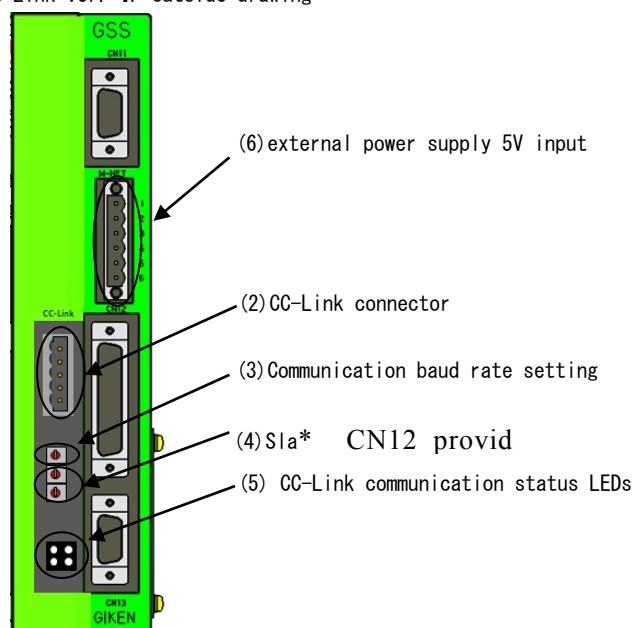 Link Ver. 1. outside drawing
GSS
CN11
(6)external power supply 5V input
M-NET
1
2
3
4
5
6
(2)CC-Link connector
CN12
CC-Link
(3)Communication baud rate setting
(4)Sla* CN12 provid
(5) CC-Link communication status LEDs
CN13
GIKEN